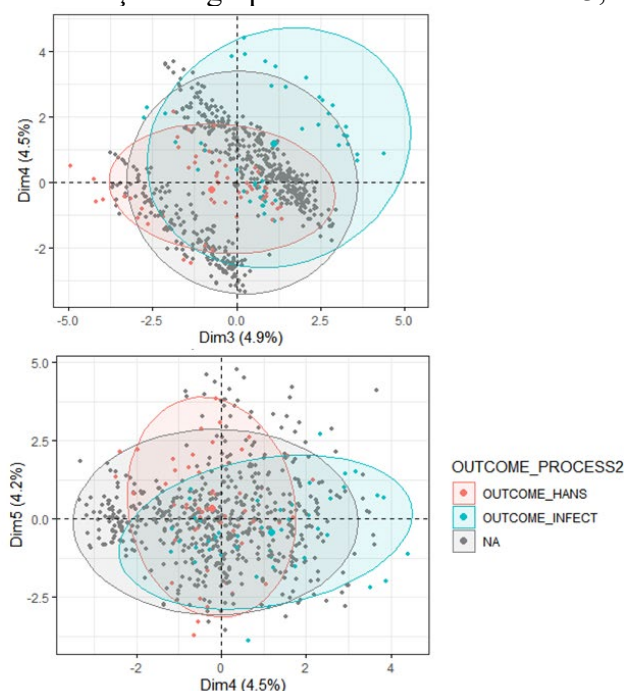 4
2
0
-2
Dim4 (4.5%)
-5.0
-2.5
0.0
2.5
5.0
Dim3 (4.9%)
5.0
2.5
0.0
-2.5
Dim5 (4.2%)
-2
0
2
4
Dim4 (4.5%)
OUTCOME_PROCESS2
OUTCOME_HANS
OUTCOME_INFECT
NA